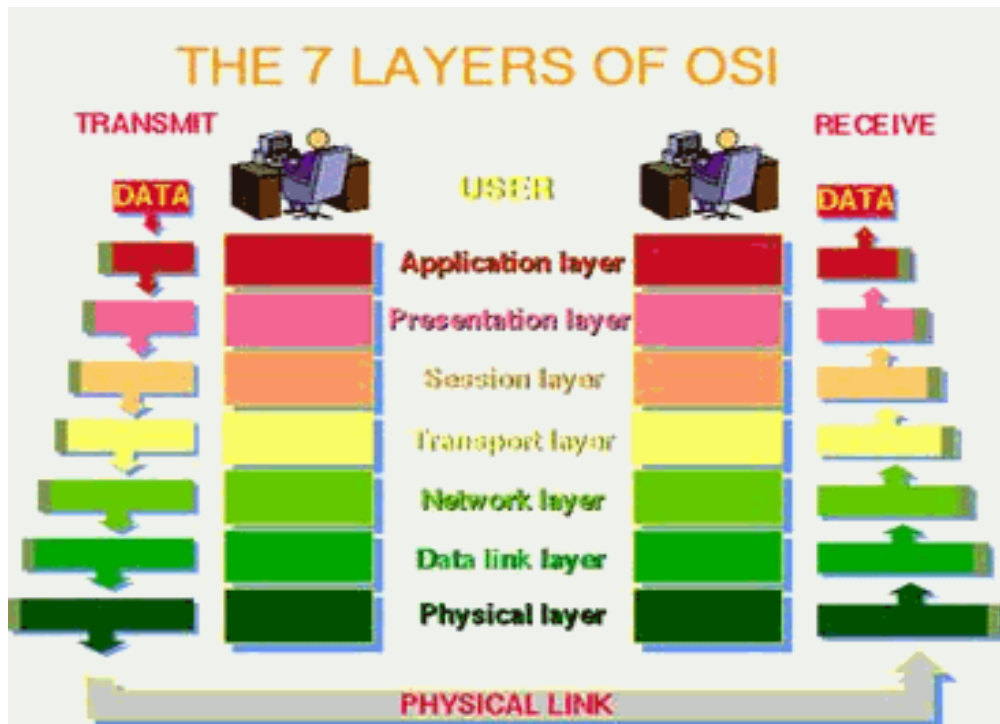 THE 7 LAYERS OF OSI
TRANSMIT
RECEIVE
USER
DATA
DATA
Application layer
Presentation layer
Session layer
Transport layer
Network layer
Data link layer
Physical layer
PHYSICAL LINK